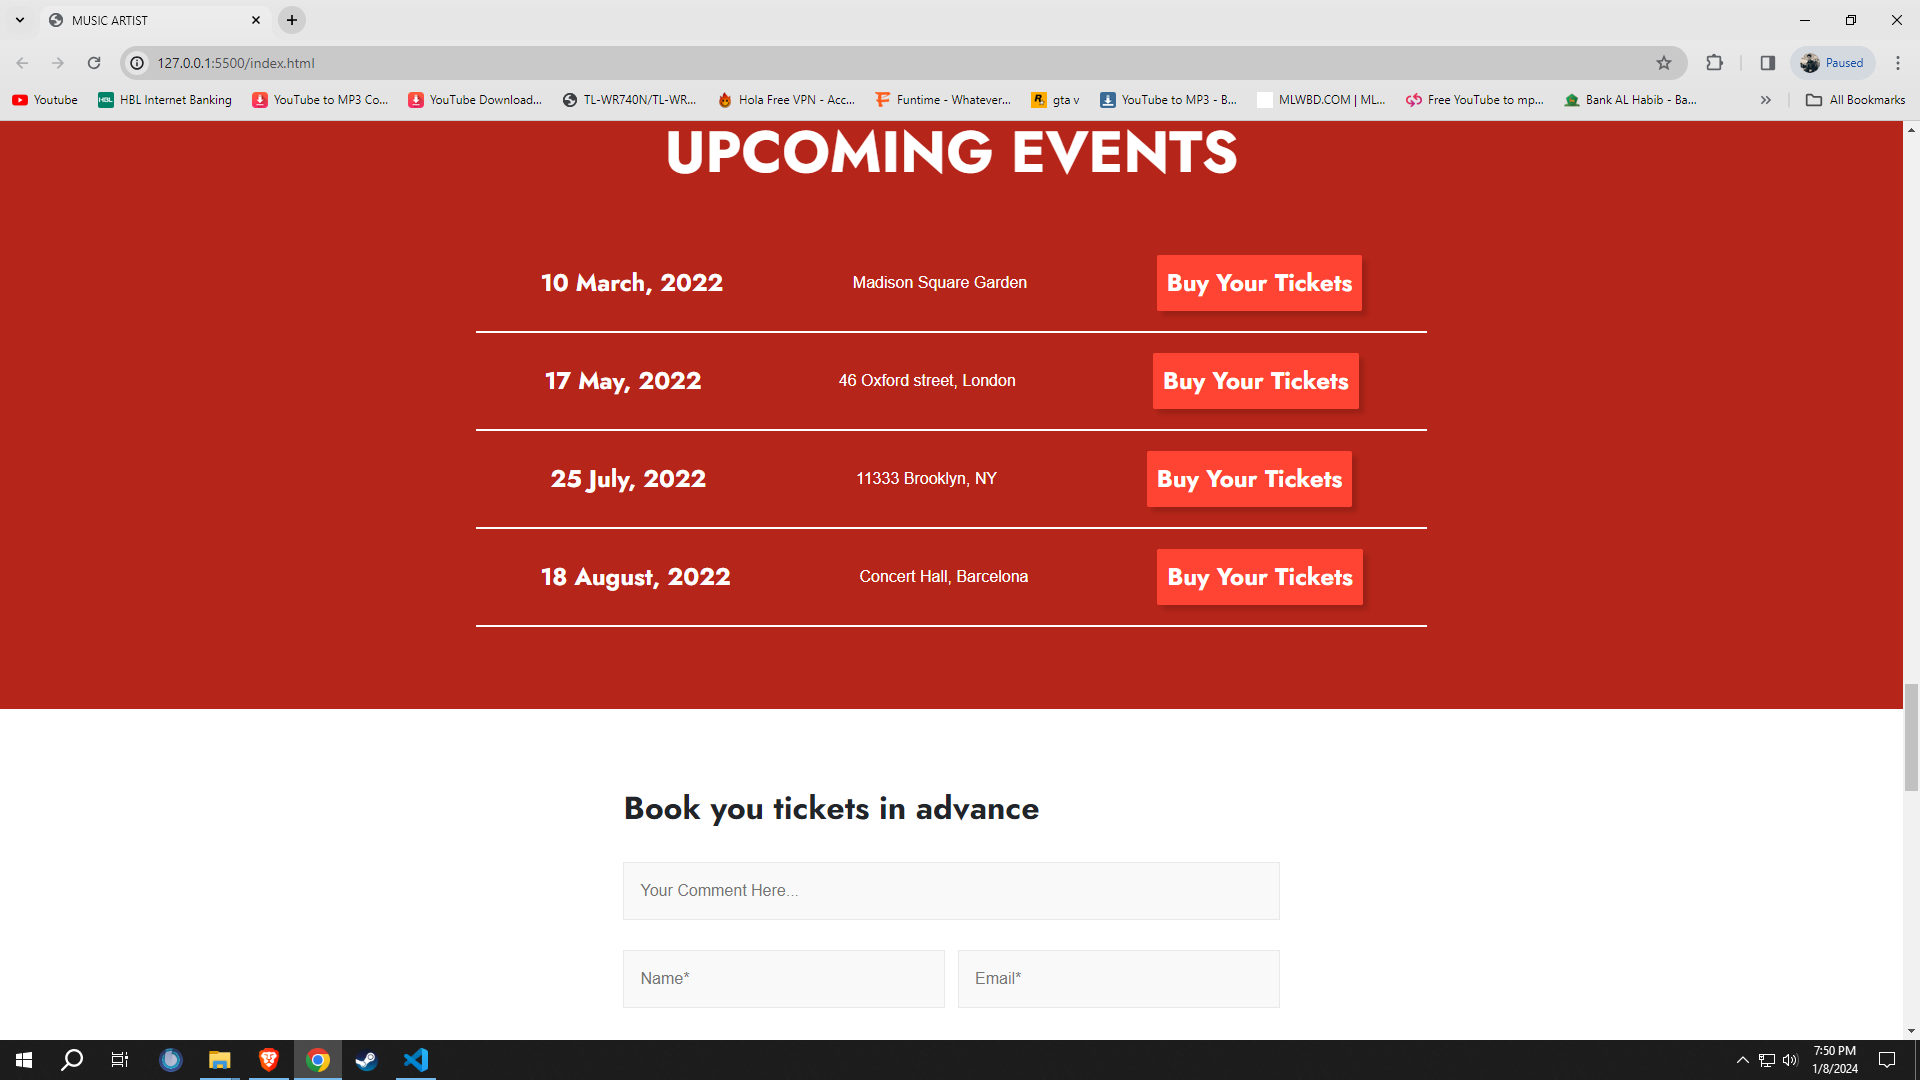 MUSIC ARTIST
127.0.0.1:5500/index.html
Paused
Youtube
HBL HBL Internet Banking
YouTube to MP3 Co...
YouTube Download...
TL-WR740N/TL-WR...
Hola Free VPN - Acc...
Funtime - Whatever...
gta v
YouTube to MP3 - B...
MLWBD.COM | ML...
Free YouTube to mp...
Bank AL Habib - Ba...
All Bookmarks
UPCOMING EVENTS
10 March, 2022 Madison Square Garden Buy Your Tickets
17 May, 2022 46 Oxford street, London Buy Your Tickets
25 July, 2022 11333 Brooklyn, NY Buy Your Tickets
18 August, 2022 Concert Hall, Barcelona Buy Your Tickets
Book you tickets in advance
Your Comment Here...
Name* Email*
7:50 PM
1/8/2024